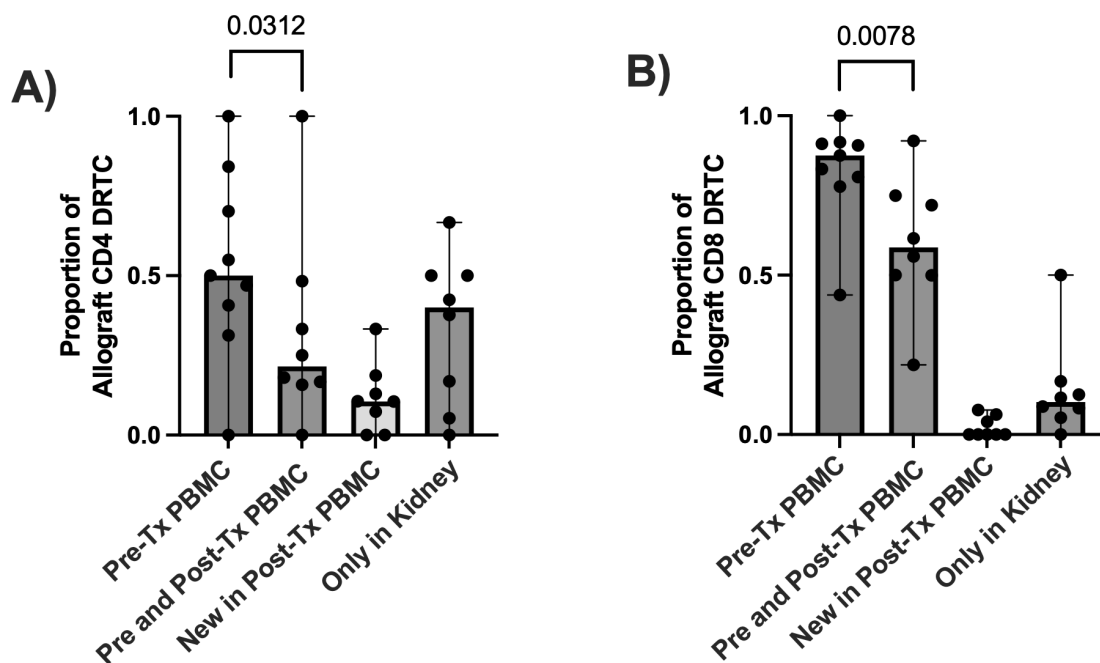 A)
0.0312
Proportion of
Allograft CD4 DRTC
1.0
0.5
0.0
Pre-Tx PBMC
Pre and Post-Tx PBMC
New in Post-Tx PBMC
Only in Kidney
B)
0.0078
Proportion of
Allograft CD8 DRTC
1.0
0.5
0.0
Pre-Tx PBMC
Pre and Post-Tx PBMC
New in Post-Tx PBMC
Only in Kidney